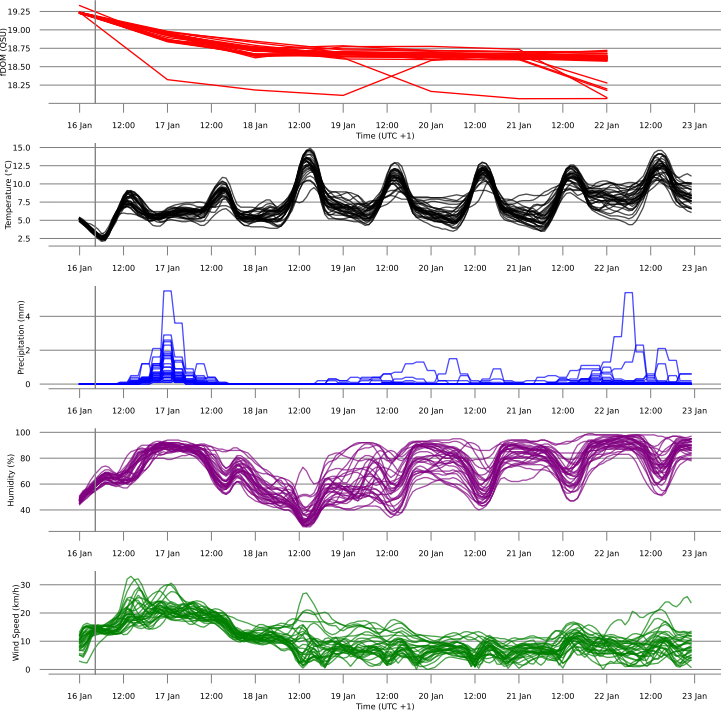 19.25
19.00
18.75
18.50
18.25
fDOM (QSU)
16 Jan 12:00 17 Jan 12:00 18 Jan 12:00 19 Jan 12:00 20 Jan 12:00 21 Jan 12:00 22 Jan 12:00 23 Jan
Time (UTC +1)
15.0
12.5
10.0
7.5
5.0
2.5
Temperature (°C)
16 Jan 12:00 17 Jan 12:00 18 Jan 12:00 19 Jan 12:00 20 Jan 12:00 21 Jan 12:00 22 Jan 12:00 23 Jan
4
2
0
Precipitation (mm)
16 Jan 12:00 17 Jan 12:00 18 Jan 12:00 19 Jan 12:00 20 Jan 12:00 21 Jan 12:00 22 Jan 12:00 23 Jan
100
80
60
40
Humidity (%)
16 Jan 12:00 17 Jan 12:00 18 Jan 12:00 19 Jan 12:00 20 Jan 12:00 21 Jan 12:00 22 Jan 12:00 23 Jan
30
20
10
0
Wind Speed (km/h)
16 Jan 12:00 17 Jan 12:00 18 Jan 12:00 19 Jan 12:00 20 Jan 12:00 21 Jan 12:00 22 Jan 12:00 23 Jan
Time (UTC +1)